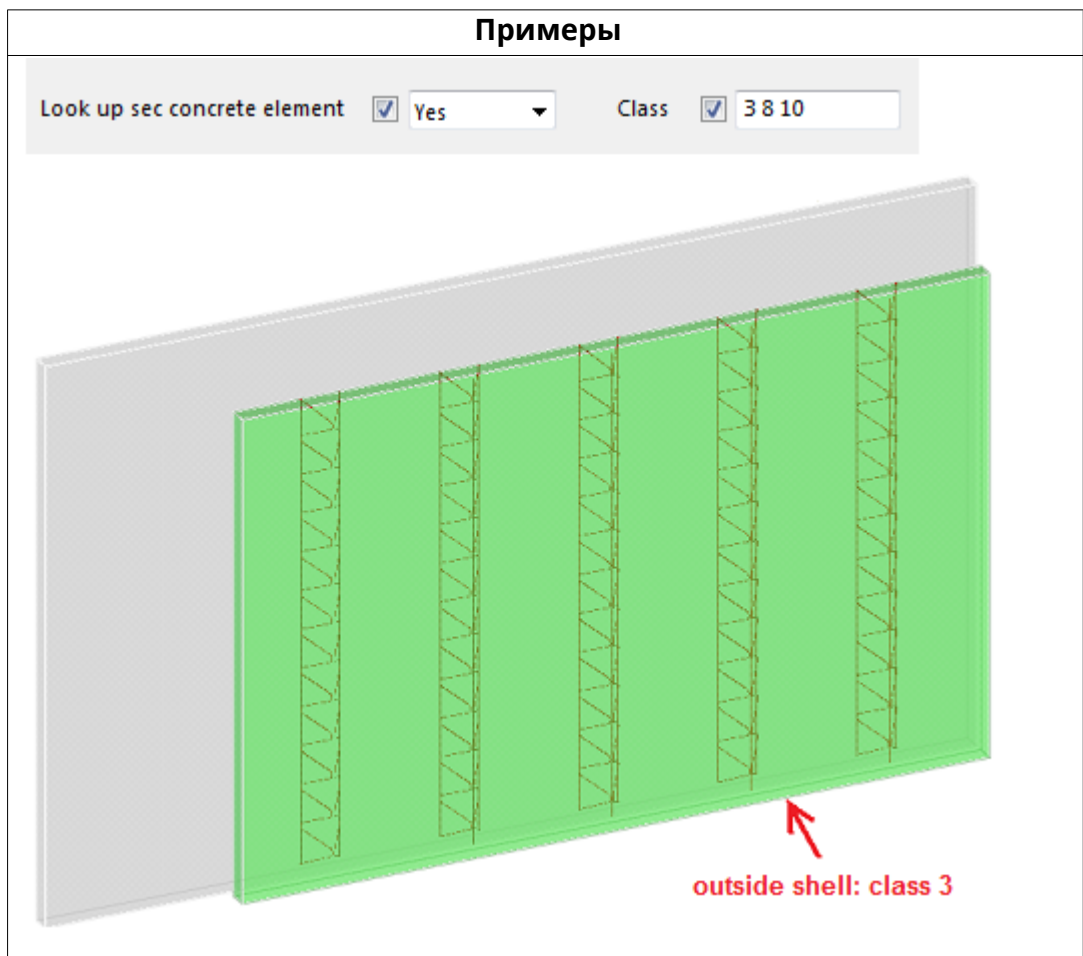 Примеры
Look up sec concrete element Yes Class 3 8 10
outside shell: class 3